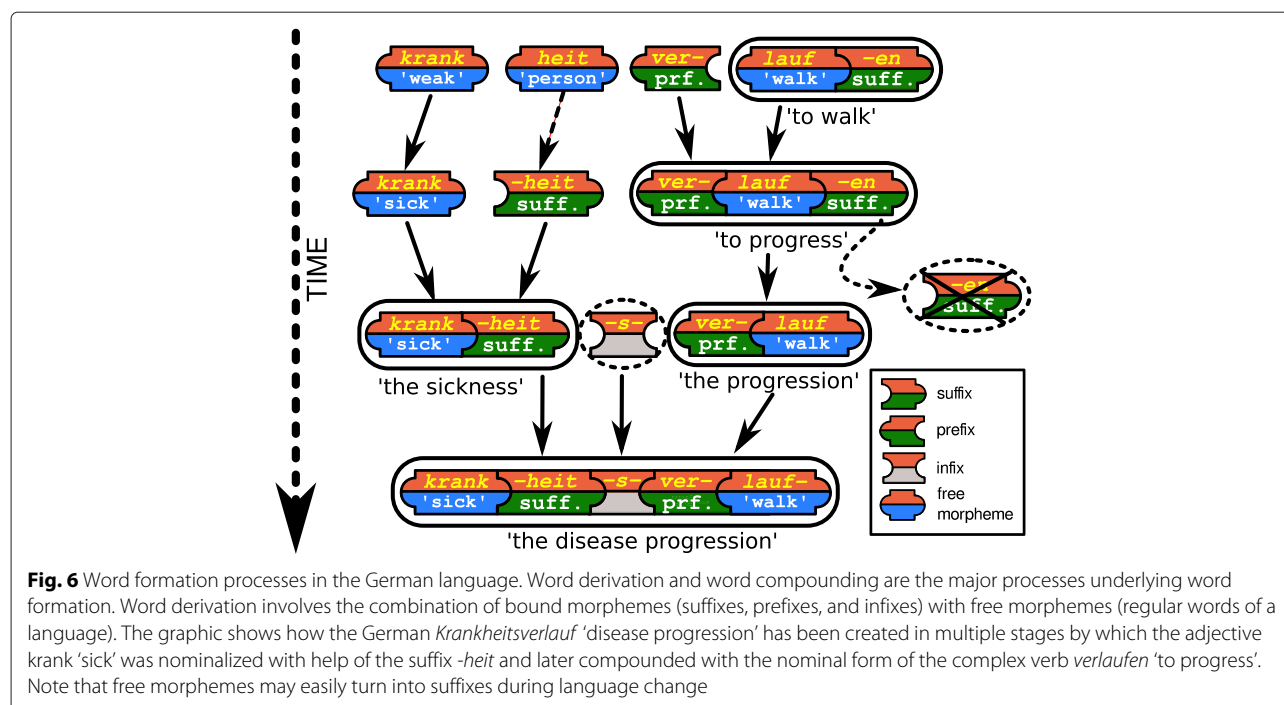 krank heit ver- lauf -en
'weak' 'person' prf. 'walk' suff.
'to walk'
krank -heit ver- lauf -en
'sick' suff. prf. 'walk' suff.
'to progress'
TIME
-en
suff.
krank -heit -s- ver- lauf
'sick' suff. prf. 'walk'
'the sickness' 'the progression'
suffix
prefix
infix
free
morpheme
krank -heit -s- ver- lauf-
'sick' suff. prf. 'walk'
'the disease progression'
Fig. 6 Word formation processes in the German language. Word derivation and word compounding are the major processes underlying word
formation. Word derivation involves the combination of bound morphemes (suffixes, prefixes, and infixes) with free morphemes (regular words of a
language). The graphic shows how the German Krankheitsverlauf ‘disease progression’ has been created in multiple stages by which the adjective
krank ‘sick’ was nominalized with help of the suffix -heit and later compounded with the nominal form of the complex verb verlaufen ‘to progress’.
Note that free morphemes may easily turn into suffixes during language change